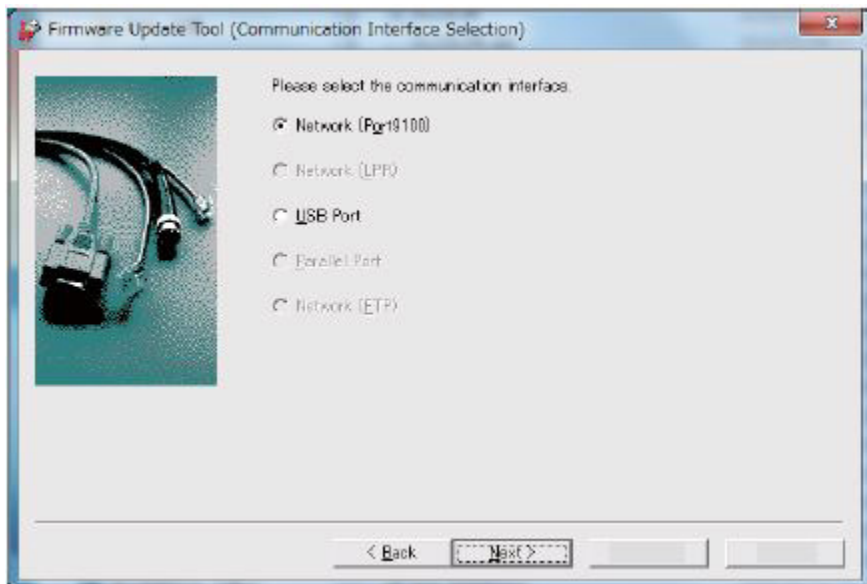 Firmware Update Tool (Communication Interface Selection)
Please select the communication interface.
Network (Port9100)
Network (LPR)
USB Port
Parallel Port
Network (FTP)
< Back
Next >